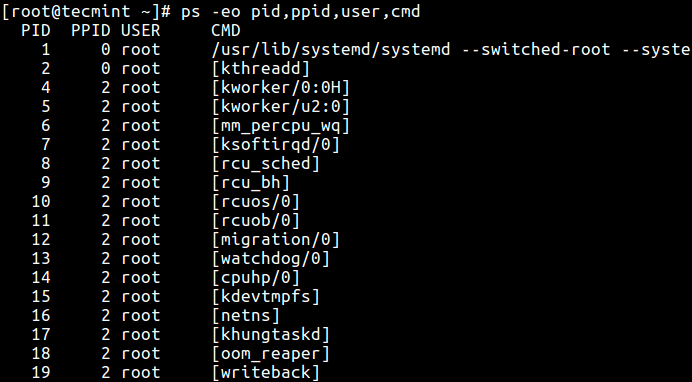 [root@tecmint ~]# ps -eo pid,ppid,user,cmd
  PID  PPID USER     CMD
    1     0 root     /usr/lib/systemd/systemd --switched-root --syste
    2     0 root     [kthreadd]
    4     2 root     [kworker/0:0H]
    5     2 root     [kworker/u2:0]
    6     2 root     [mm_percpu_wq]
    7     2 root     [ksoftirqd/0]
    8     2 root     [rcu_sched]
    9     2 root     [rcu_bh]
   10     2 root     [rcuos/0]
   11     2 root     [rcuob/0]
   12     2 root     [migration/0]
   13     2 root     [watchdog/0]
   14     2 root     [cpuhp/0]
   15     2 root     [kdevtmpfs]
   16     2 root     [netns]
   17     2 root     [khungtaskd]
   18     2 root     [oom_reaper]
   19     2 root     [writeback]